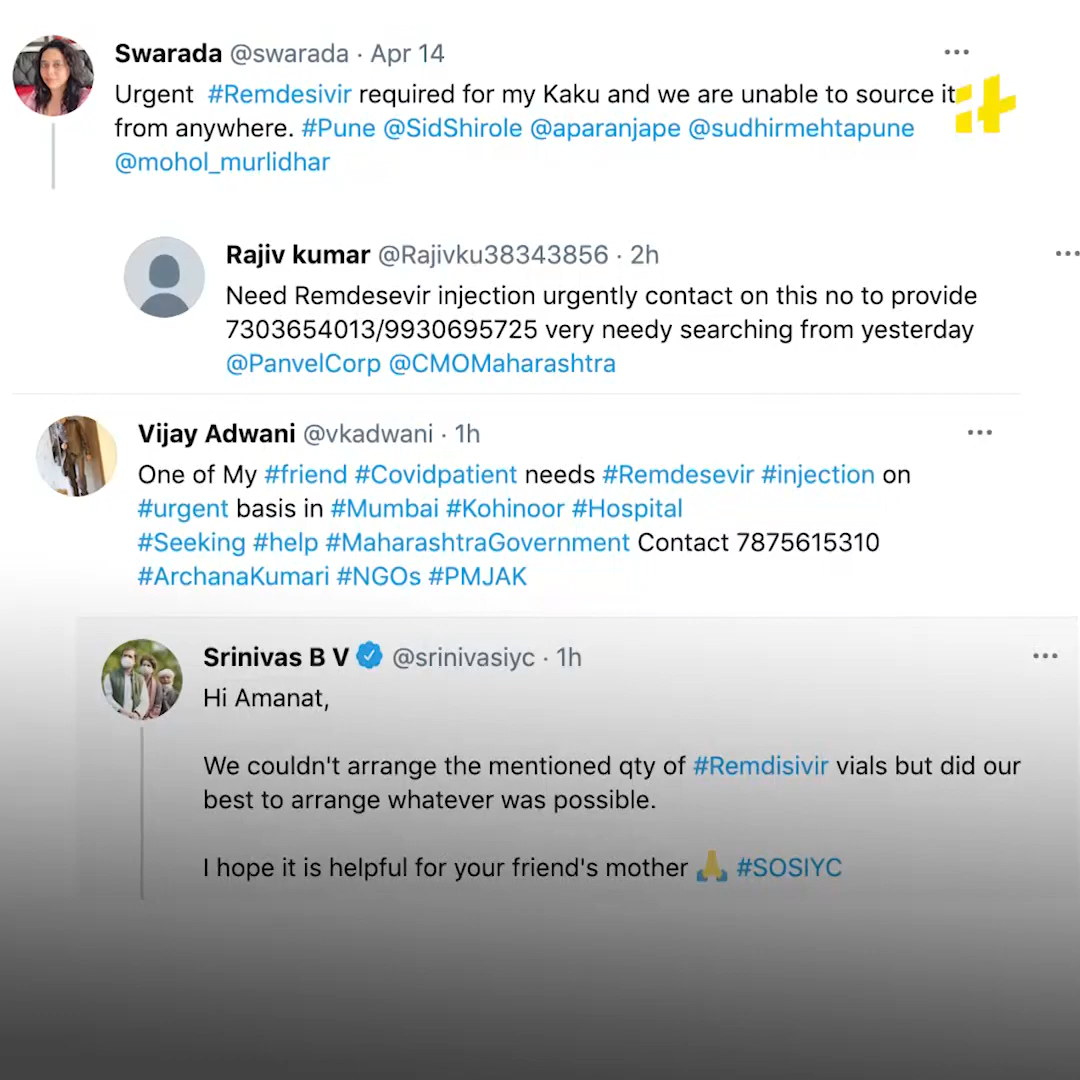 Swarada @swarada · Apr 14
Urgent #Remdesivir required for my Kaku and we are unable to source it
from anywhere. #Pune @SidShirole @aparanjape @sudhirmehtapune
@mohol_murlidhar
Rajiv kumar @Rajivku38343856 · 2h
Need Remdesevir injection urgently contact on this no to provide
7303654013/9930695725 very needy searching from yesterday
@PanvelCorp @CMOMaharashtra
Vijay Adwani @vkadwani · 1h
One of My #friend #Covidpatient needs #Remdesevir #injection on
#urgent basis in #Mumbai #Kohinoor #Hospital
#Seeking #help #MaharashtraGovernment Contact 7875615310
#ArchanaKumari #NGOs #PMJAK
Srinivas B V @srinivasiyc · 1h
Hi Amanat,
We couldn't arrange the mentioned qty of #Remdisivir vials but did our
best to arrange whatever was possible.
I hope it is helpful for your friend's mother 🙏 #SOSIYC